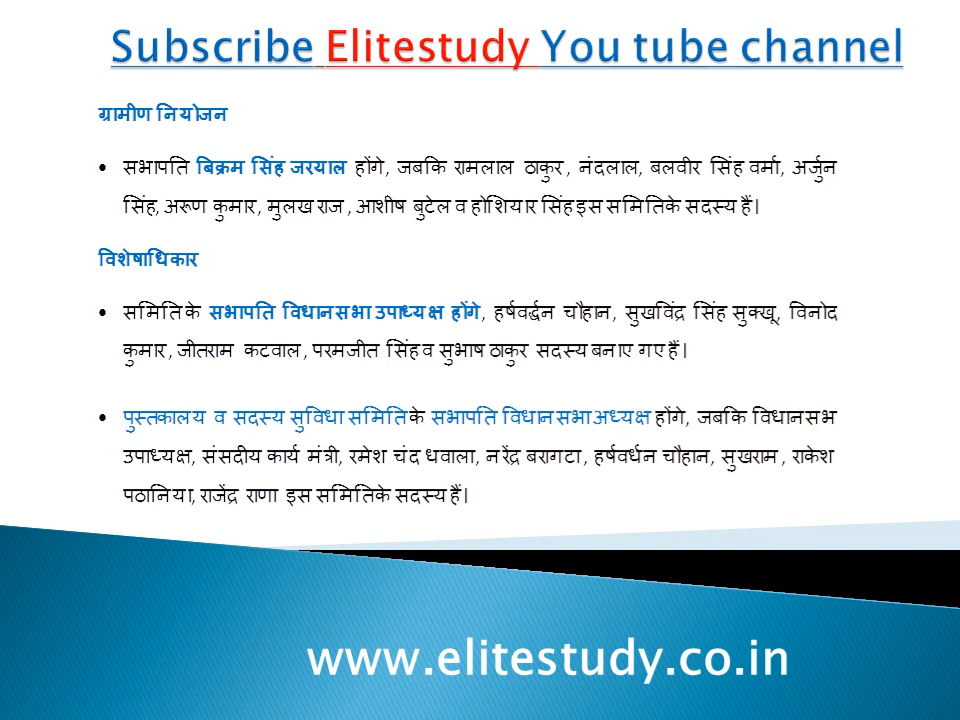 Subscribe Elitestudy You tube channel
ग्रामीण नियोजन
• सभापति बिक्रम सिंह जरयाल होंगे, जबकि रामलाल ठाकुर, नंदलाल, बलवीर सिंह वर्मा, अर्जुन
सिंह, अरूण कुमार, मुलख राज, आशीष बुटेल व होशियार सिंह इस समिति के सदस्य हैं।
विशेषाधिकार
• समिति के सभापति विधानसभा उपाध्यक्ष होंगे, हर्षवर्द्धन चौहान, सुखविंद्र सिंह सुक्खू, विनोद
कुमार, जीतराम कटवाल, परमजीत सिंह व सुभाष ठाकुर सदस्य बनाए गए हैं।
• पुस्तकालय व सदस्य सुविधा समिति के सभापति विधानसभा अध्यक्ष होंगे, जबकि विधानसभ
उपाध्यक्ष, संसदीय कार्य मंत्री, रमेश चंद धवाला, नरेंद्र बरागटा, हर्षवर्धन चौहान, सुखराम, राकेश
पठानिया, राजेंद्र राणा इस समिति के सदस्य हैं।
www.elitestudy.co.in